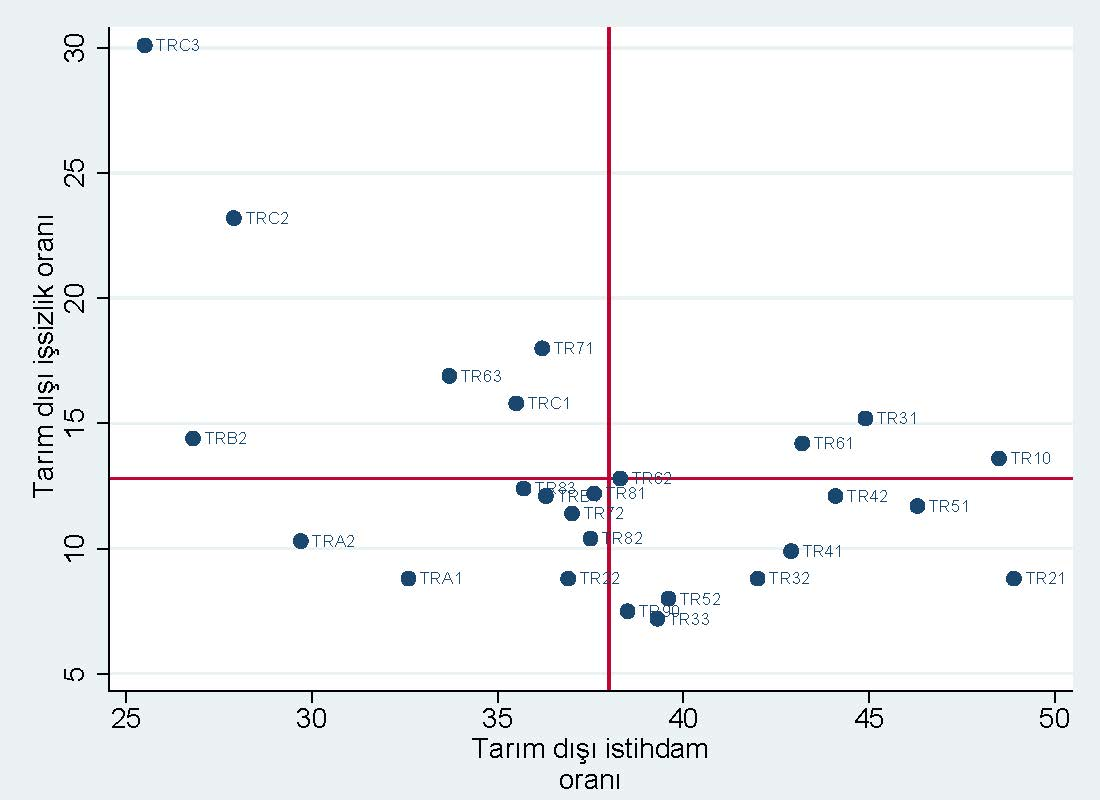 30
TRC3
25
TRC2
20
TR71
TR63
TRC1
15
TR31
TR61
TRB2
TR10
TR62
TR83
TR81
TR42
TR51
TR72
TR82
TRA2
10
TR41
TRA1
TR22
TR32
TR21
TR52
TR90
TR33
5
Tarım dışı işsizlik oranı
25
30
35
40
45
50
Tarım dışı istihdam
oranı